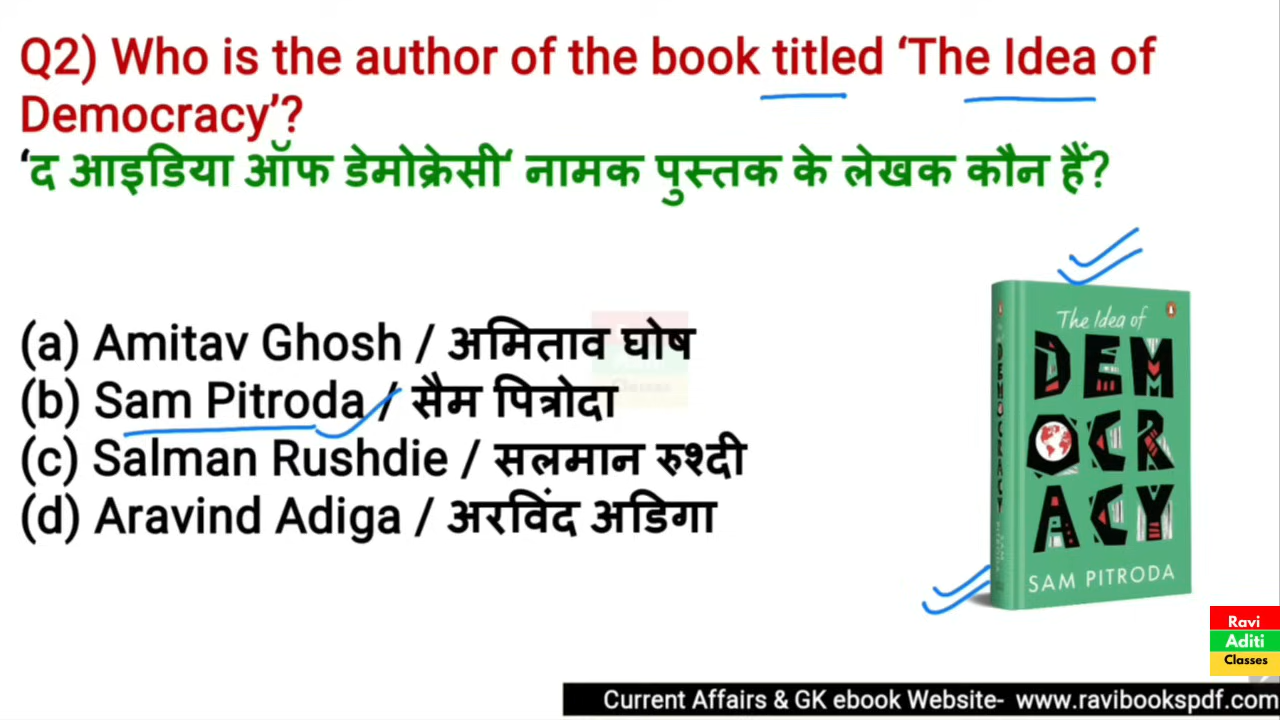 Q2) Who is the author of the book titled ‘The Idea of
Democracy’?
‘द आइडिया ऑफ डेमोक्रेसी‘ नामक पुस्तक के लेखक कौन हैं?
(a) Amitav Ghosh / अमिताव घोष
(b) Sam Pitroda / सैम पित्रोदा
(c) Salman Rushdie / सलमान रुश्दी
(d) Aravind Adiga / अरविंद अडिगा
The Idea of
DEM
OCR
ACY
SAM PITRODA
Ravi
Aditi
Classes
Current Affairs & GK ebook Website- www.ravibookspdf.com